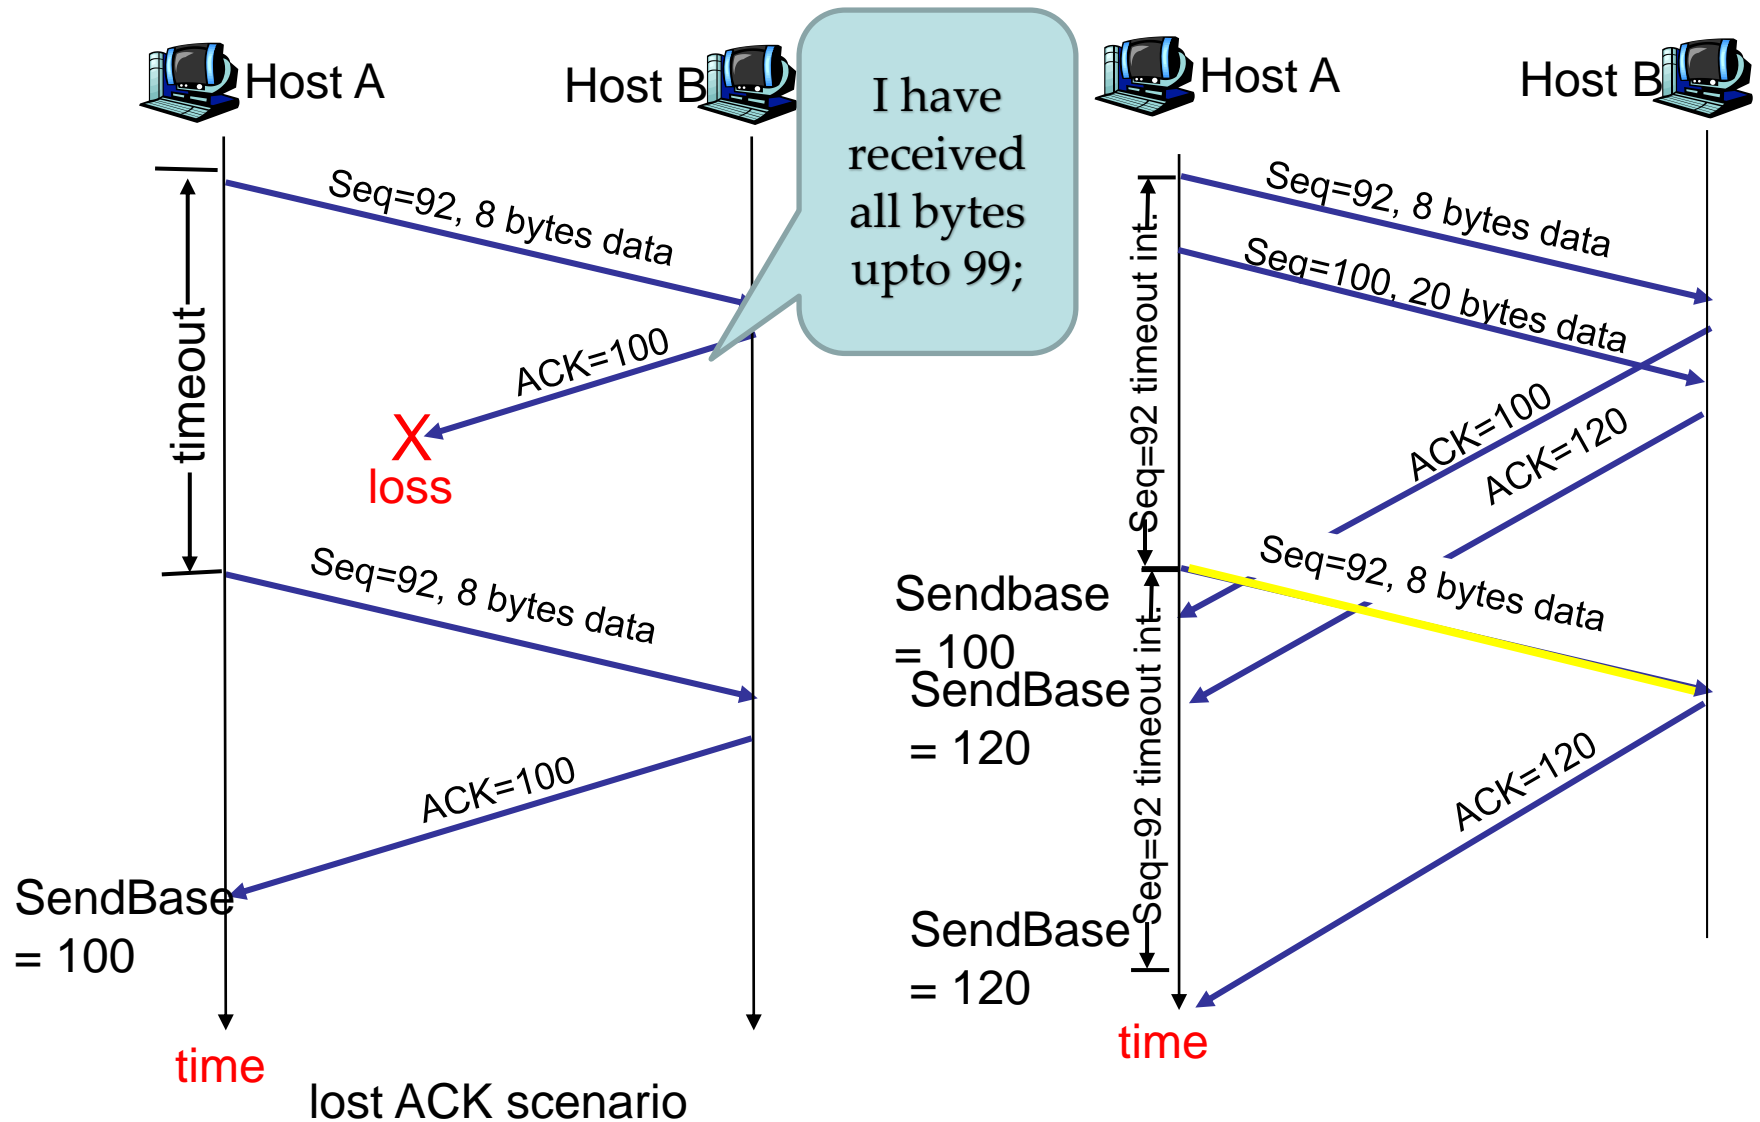 Host A
Host B
I have
received
all bytes
upto 99;
Seq=92, 8 bytes data
timeout
ACK=100
X
loss
Seq=92, 8 bytes data
ACK=100
SendBase
= 100
time
lost ACK scenario
Host A
Host B
Seq=92, 8 bytes data
Seq=100, 20 bytes data
Seq=92 timeout int.
ACK=100
ACK=120
Seq=92, 8 bytes data
Sendbase
= 100
SendBase
= 120
Seq=92 timeout int.
ACK=120
SendBase
= 120
time